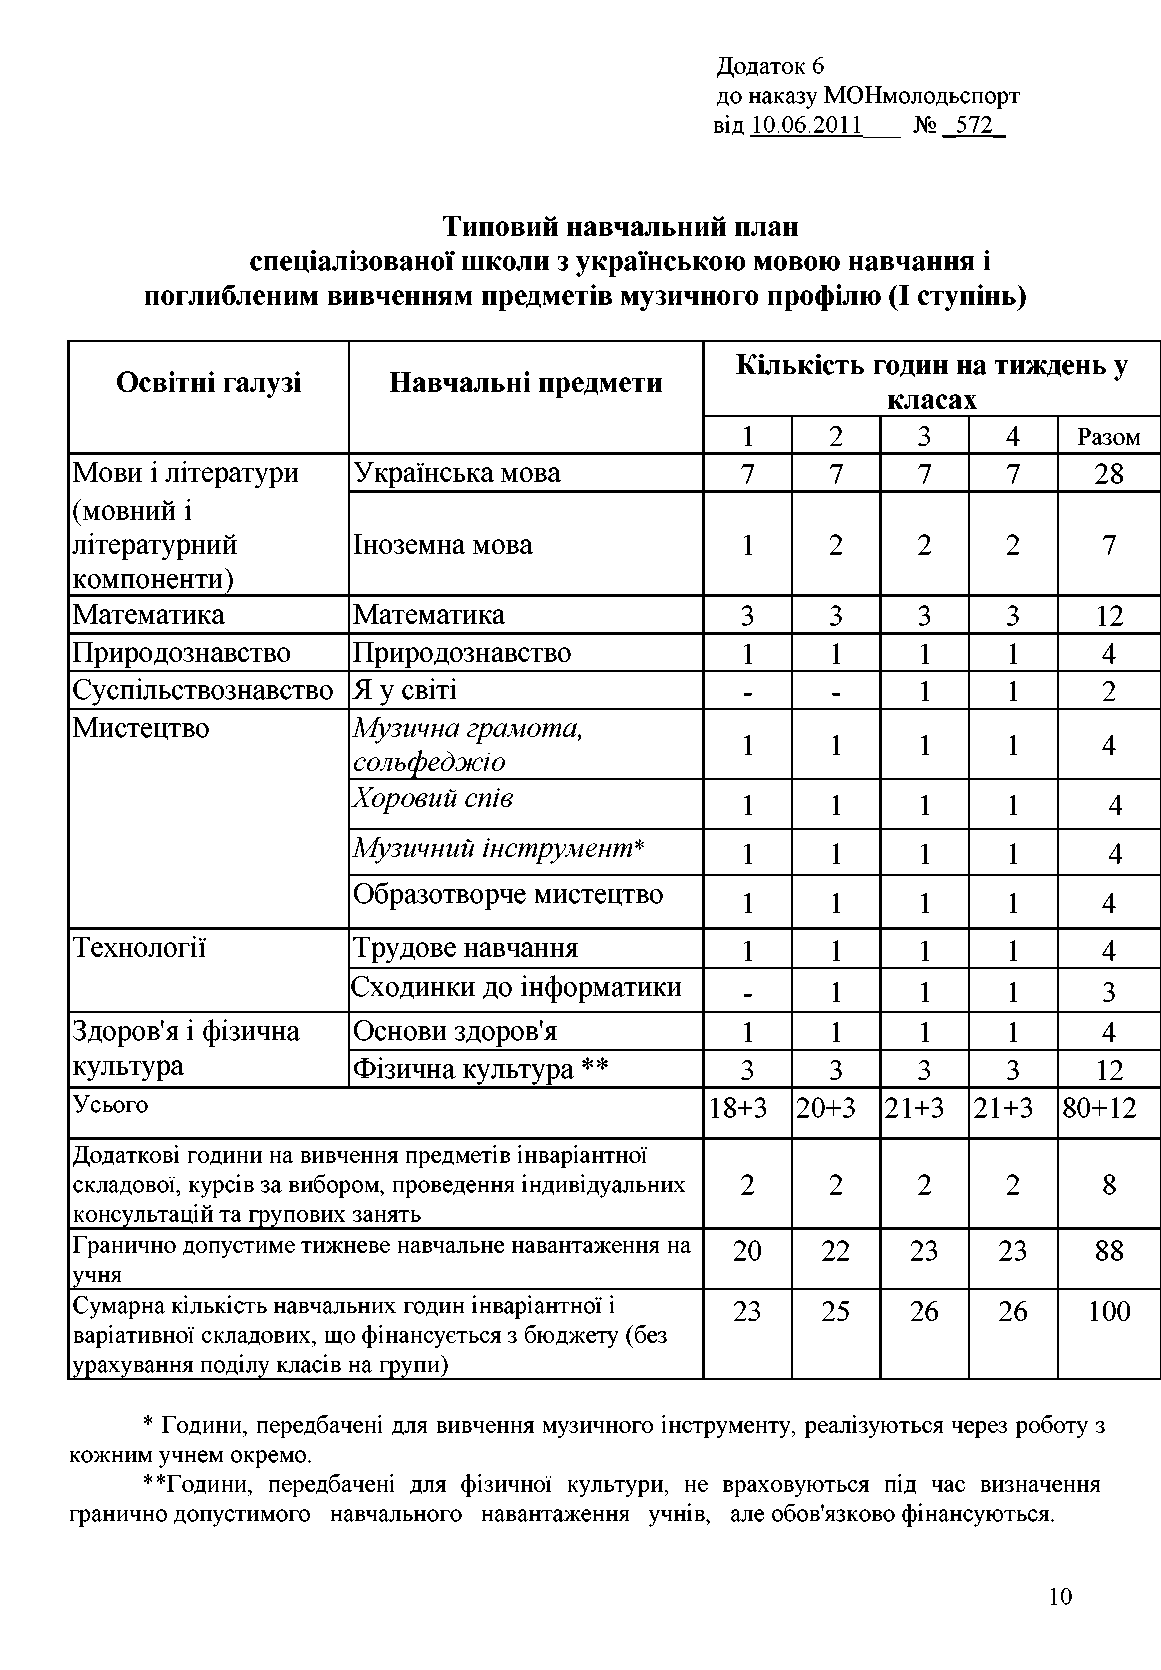 Додаток 6
до наказу МОНмолодьспорт
від 10.06.2011___ № _572_
Типовий навчальний план
спеціалізованої школи з українською мовою навчання і
поглибленим вивченням предметів музичного профілю (І ступінь)
Освітні галузі Навчальні предмети Кількість годин на тиждень у
класах
1 2 3 4 Разом
Мови і літератури Українська мова 7 7 7 7 28
(мовний і
літературний Іноземна мова 1 2 2 2 7
компоненти)
Математика Математика 3 3 3 3 12
Природознавство Природознавство 1 1 1 1 4
Суспільствознавство Я у світі - - 1 1 2
Мистецтво Музична грамота,
сольфеджіо 1 1 1 1 4
Хоровий спів 1 1 1 1 4
Музичний інструмент* 1 1 1 1 4
Образотворче мистецтво 1 1 1 1 4
Технології Трудове навчання 1 1 1 1 4
Сходинки до інформатики - 1 1 1 3
Здоров'я і фізична Основи здоров'я 1 1 1 1 4
культура Фізична культура ** 3 3 3 3 12
Усього 18+3 20+3 21+3 21+3 80+12
Додаткові години на вивчення предметів інваріантної
складової, курсів за вибором, проведення індивідуальних 2 2 2 2 8
консультацій та групових занять
Гранично допустиме тижневе навчальне навантаження на 20 22 23 23 88
учня
Сумарна кількість навчальних годин інваріантної і 23 25 26 26 100
варіативної складових, що фінансується з бюджету (без
урахування поділу класів на групи)
* Години, передбачені для вивчення музичного інструменту, реалізуються через роботу з
кожним учнем окремо.
**Години, передбачені для фізичної культури, не враховуються під час визначення
гранично допустимого навчального навантаження учнів, але обов'язково фінансуються.
10